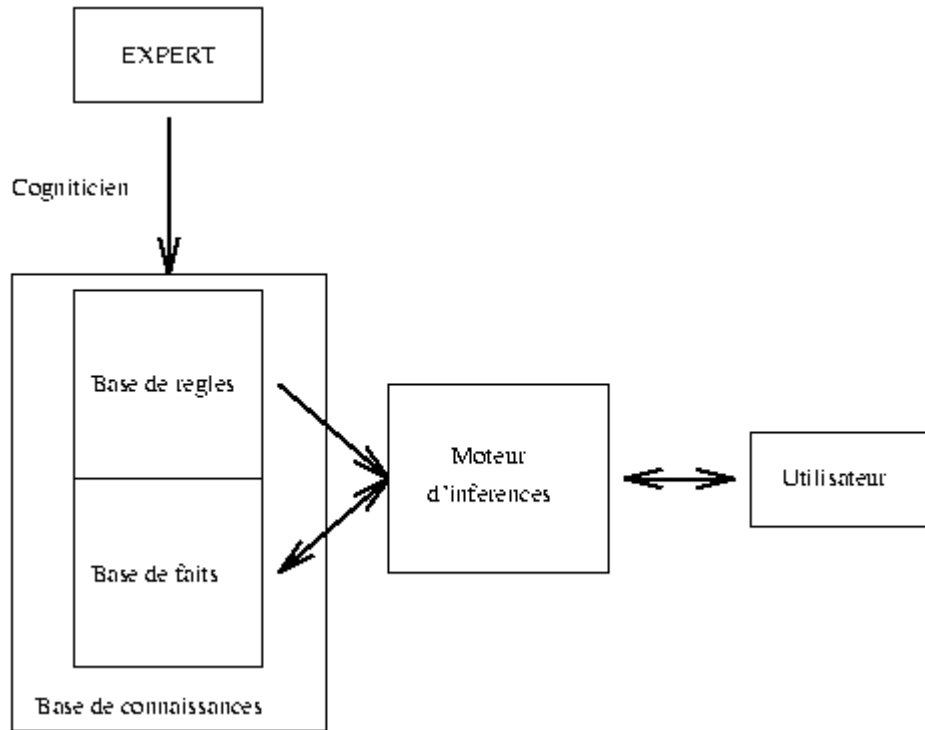 EXPERT
Cogniticien
Base de regles
Moteur
d'inferences
Utilisateur
Base de faits
Base de connaissances